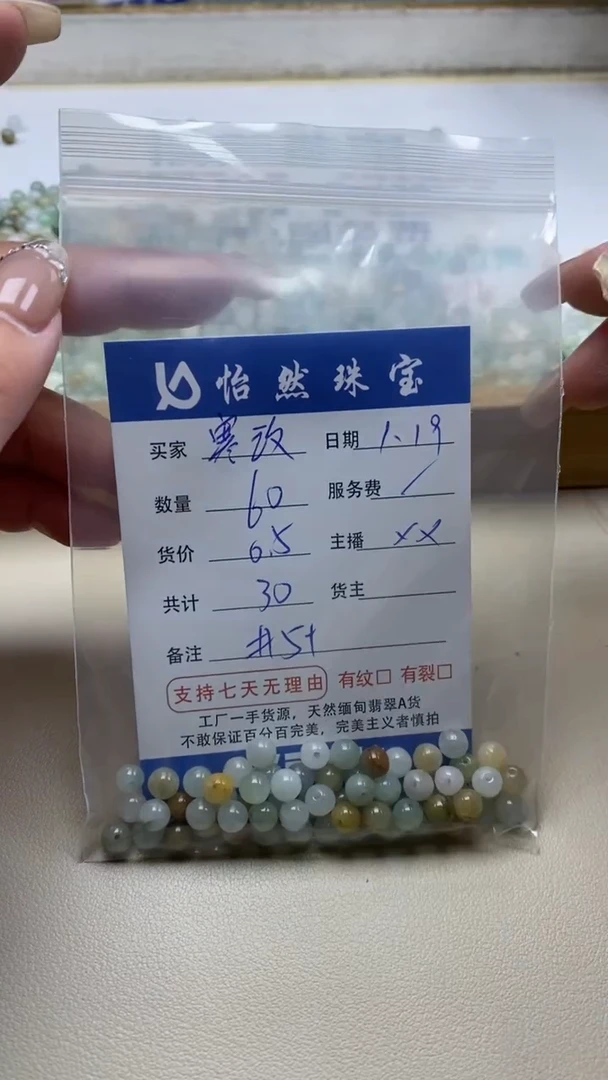 怡然珠宝
买家 寒玫 日期 1.19
数量 60 服务费 /
货价 0.5 主播 xx
共计 30 货主
备注 #51
支持七天无理由 有纹□ 有裂□
工厂一手货源，天然缅甸翡翠A货
不敢保证百分百完美，完美主义者慎拍